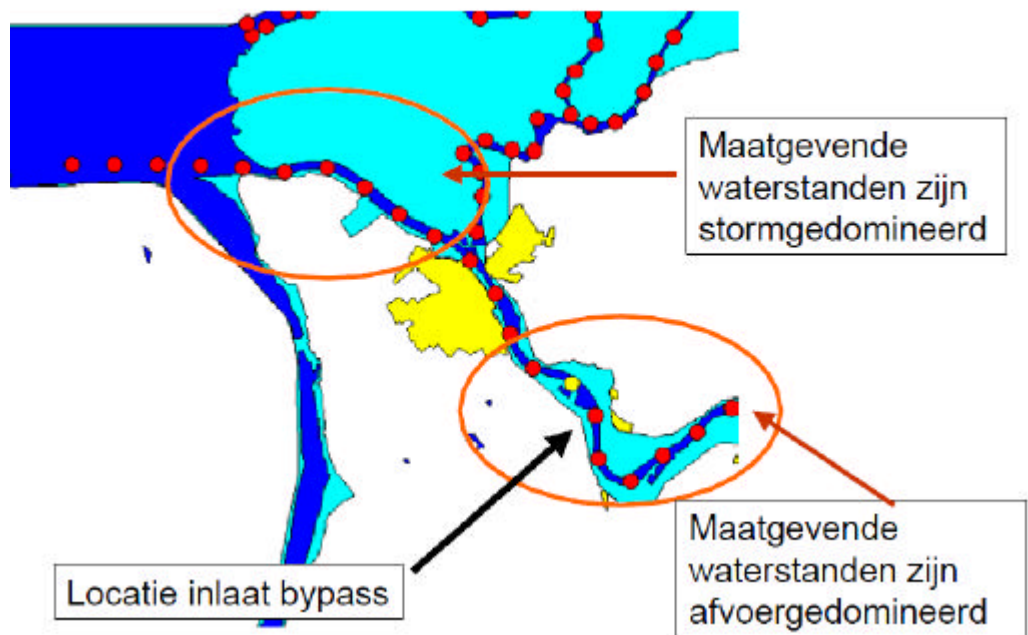 Maatgevende
waterstanden zijn
stormgedomineerd
Locatie inlaat bypass
Maatgevende
waterstanden zijn
afvoergedomineerd